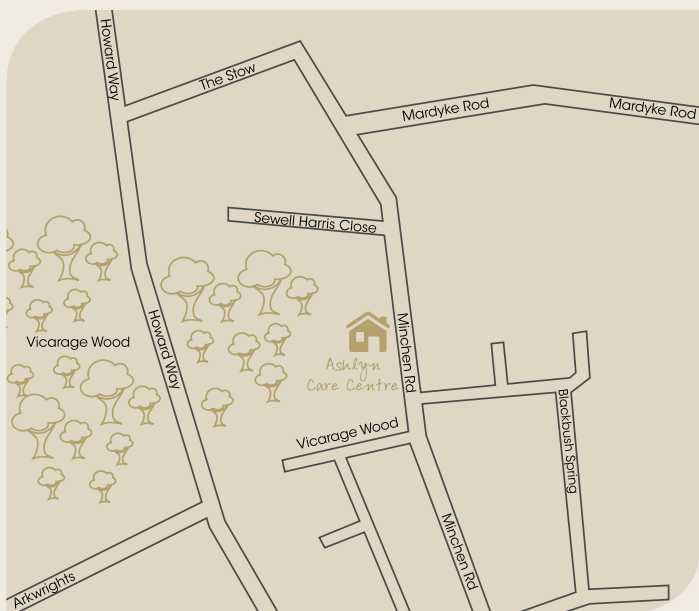 Howard Way
The Stow
Mardyke Rod
Mardyke Rod
Sewell Harris Close
Minchen Rd
Howard Way
Vicarage Wood
Ashlyn
Care Centre
Vicarage Wood
Blackbush Spring
Minchen Rd
Arkwrights